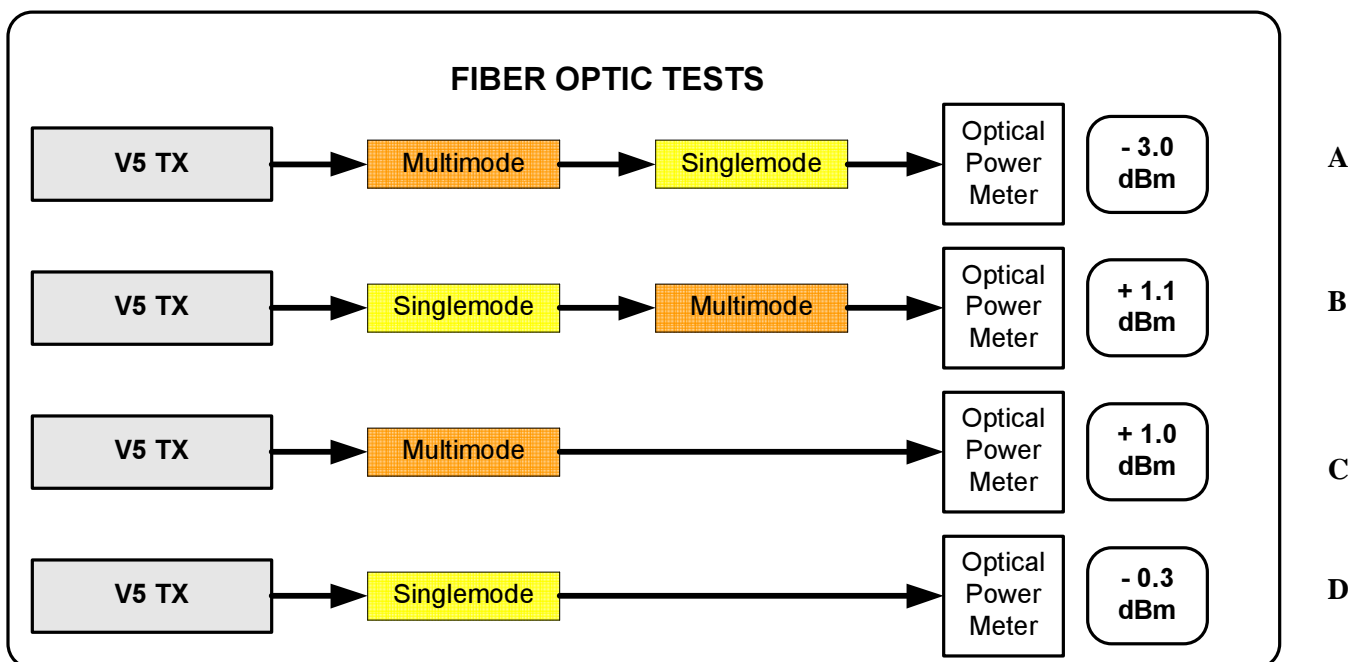 FIBER OPTIC TESTS
V5 TX
Multimode
Singlemode
Optical
Power
Meter
- 3.0
dBm
A
V5 TX
Singlemode
Multimode
Optical
Power
Meter
+ 1.1
dBm
B
V5 TX
Multimode
Optical
Power
Meter
+ 1.0
dBm
C
V5 TX
Singlemode
Optical
Power
Meter
- 0.3
dBm
D